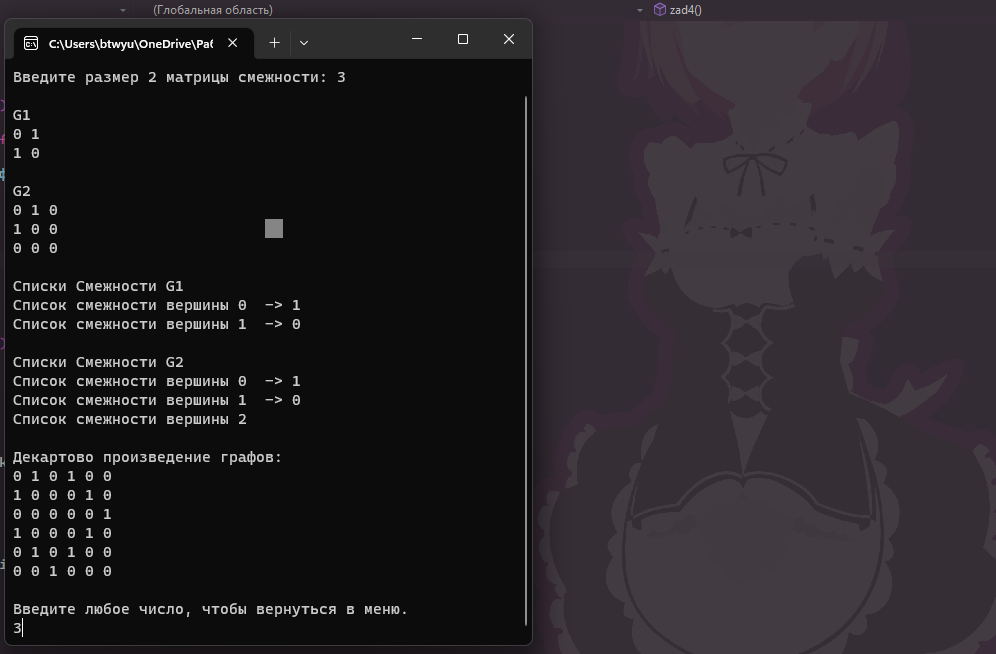 (Глобальная область)
zad4()
C:\Users\btwyu\OneDrive\Ра
Введите размер 2 матрицы смежности: 3
G1
0 1
1 0
G2
0 1 0
1 0 0
0 0 0
Списки Смежности G1
Список смежности вершины 0  -> 1
Список смежности вершины 1  -> 0
Списки Смежности G2
Список смежности вершины 0  -> 1
Список смежности вершины 1  -> 0
Список смежности вершины 2
Декартово произведение графов:
0 1 0 1 0 0
1 0 0 0 1 0
0 0 0 0 0 1
1 0 0 0 1 0
0 1 0 1 0 0
0 0 1 0 0 0
Введите любое число, чтобы вернуться в меню.
3